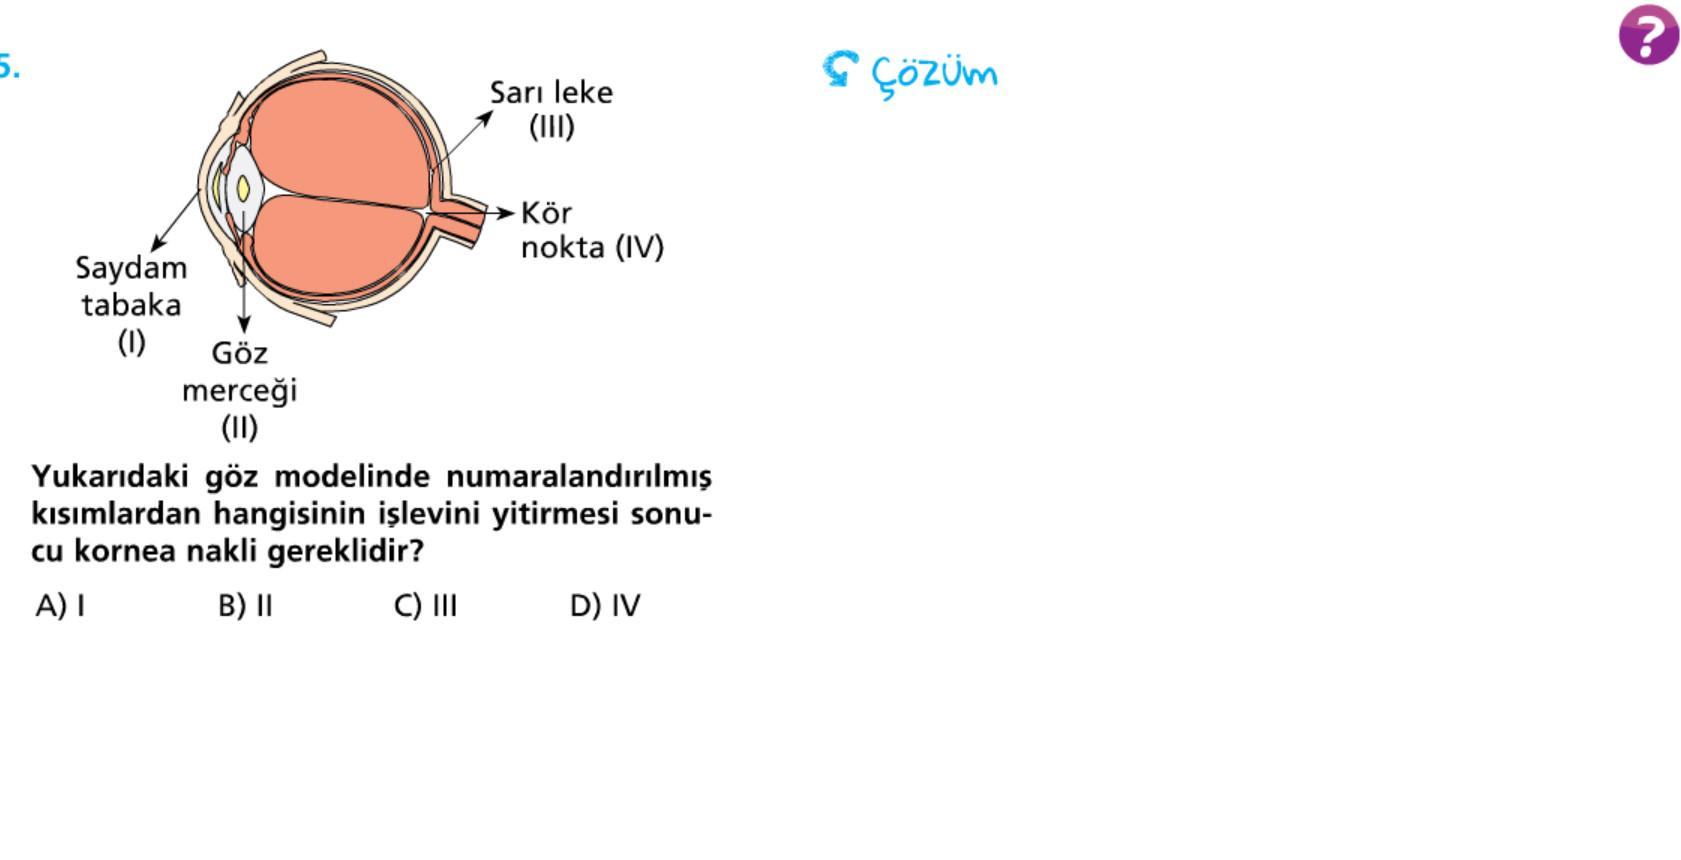 5.
Sarı leke
(III)
Kör
nokta (IV)
Saydam
tabaka
(I)
Göz
merceği
(II)
Yukarıdaki göz modelinde numaralandırılmış
kısımlardan hangisinin işlevini yitirmesi sonu-
cu kornea nakli gereklidir?
A) I B) II C) III D) IV
Çözüm
?